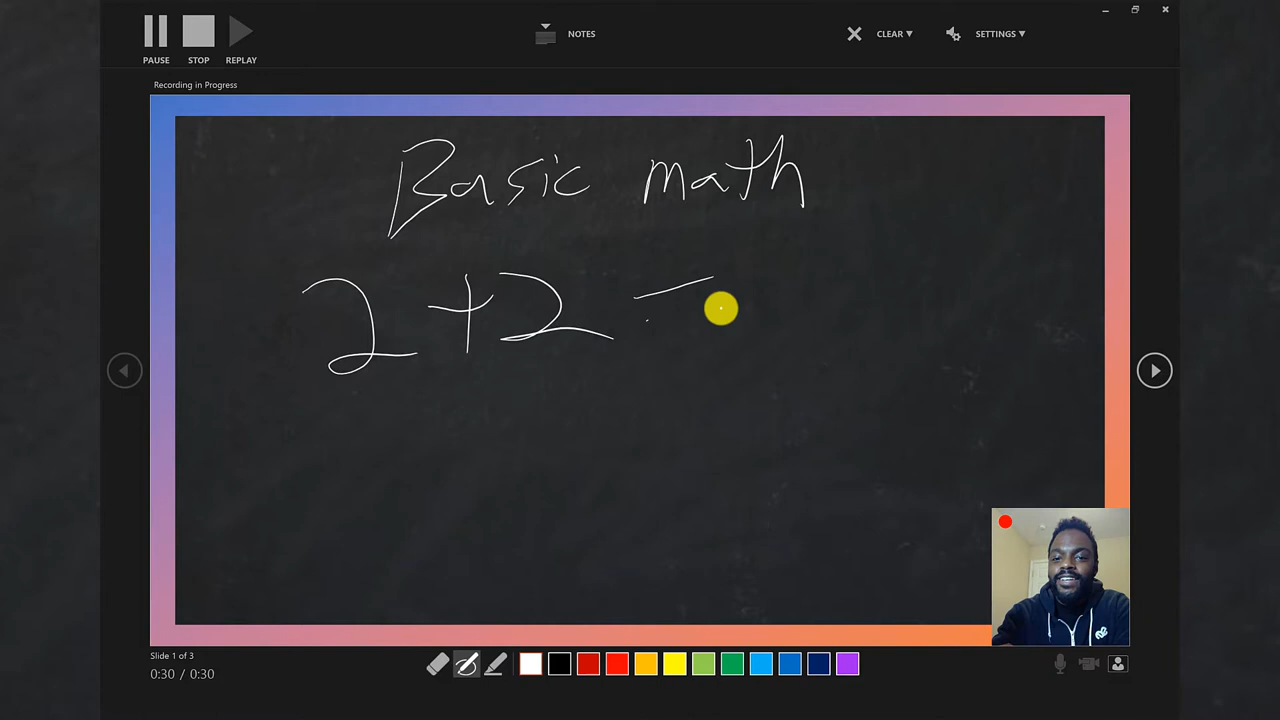 PAUSE STOP REPLAY NOTES CLEAR ▼ SETTINGS ▼
Recording in Progress
Basic math
2+2=
Slide 1 of 3
0:30 / 0:30